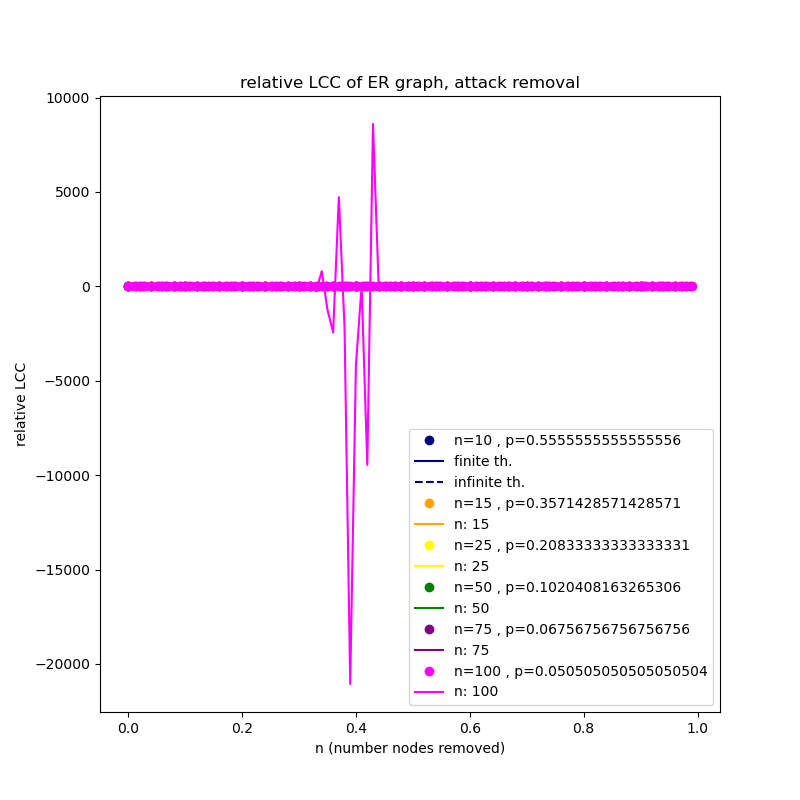 relative LCC of ER graph, attack removal
10000
5000
0
−5000
−10000
−15000
−20000
relative LCC
n=10 , p=0.5555555555555556
finite th.
infinite th.
n=15 , p=0.3571428571428571
n: 15
n=25 , p=0.20833333333333331
n: 25
n=50 , p=0.1020408163265306
n: 50
n=75 , p=0.06756756756756756
n: 75
n=100 , p=0.050505050505050504
n: 100
0.0 0.2 0.4 0.6 0.8 1.0
n (number nodes removed)